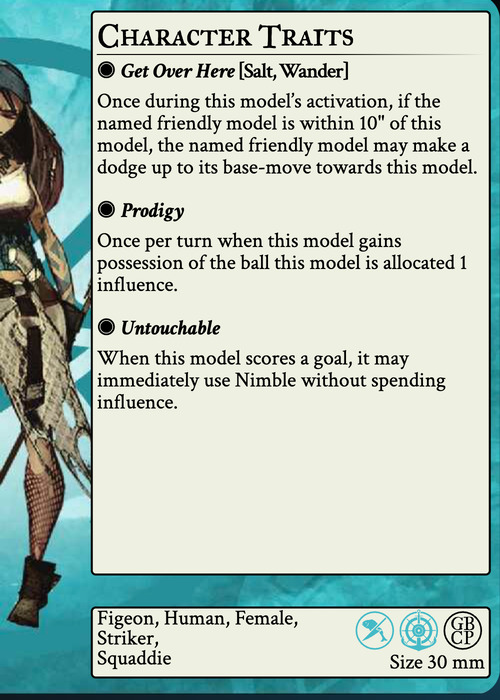 Character Traits
Get Over Here [Salt, Wander]
Once during this model's activation, if the
named friendly model is within 10" of this
model, the named friendly model may make a
dodge up to its base-move towards this model.
Prodigy
Once per turn when this model gains
possession of the ball this model is allocated 1
influence.
Untouchable
When this model scores a goal, it may
immediately use Nimble without spending
influence.
Figeon, Human, Female,
Striker,
Squaddie
GB
CP
Size 30 mm